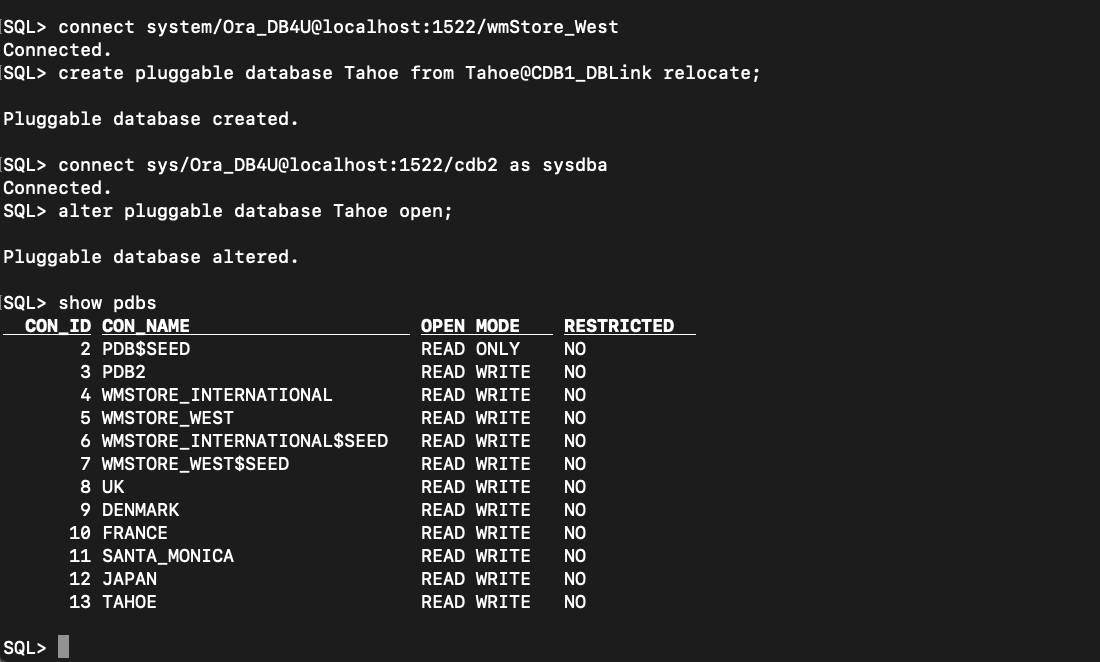 SQL> connect system/Ora_DB4U@localhost:1522/wmStore_West
Connected.
SQL> create pluggable database Tahoe from Tahoe@CDB1_DBLink relocate;
Pluggable database created.
SQL> connect sys/Ora_DB4U@localhost:1522/cdb2 as sysdba
Connected.
SQL> alter pluggable database Tahoe open;
Pluggable database altered.
SQL> show pdbs
CON_ID CON_NAME OPEN MODE RESTRICTED
2 PDB$SEED READ ONLY NO
3 PDB2 READ WRITE NO
4 WMSTORE_INTERNATIONAL READ WRITE NO
5 WMSTORE_WEST READ WRITE NO
6 WMSTORE_INTERNATIONAL$SEED READ WRITE NO
7 WMSTORE_WEST$SEED READ WRITE NO
8 UK READ WRITE NO
9 DENMARK READ WRITE NO
10 FRANCE READ WRITE NO
11 SANTA_MONICA READ WRITE NO
12 JAPAN READ WRITE NO
13 TAHOE READ WRITE NO
SQL>